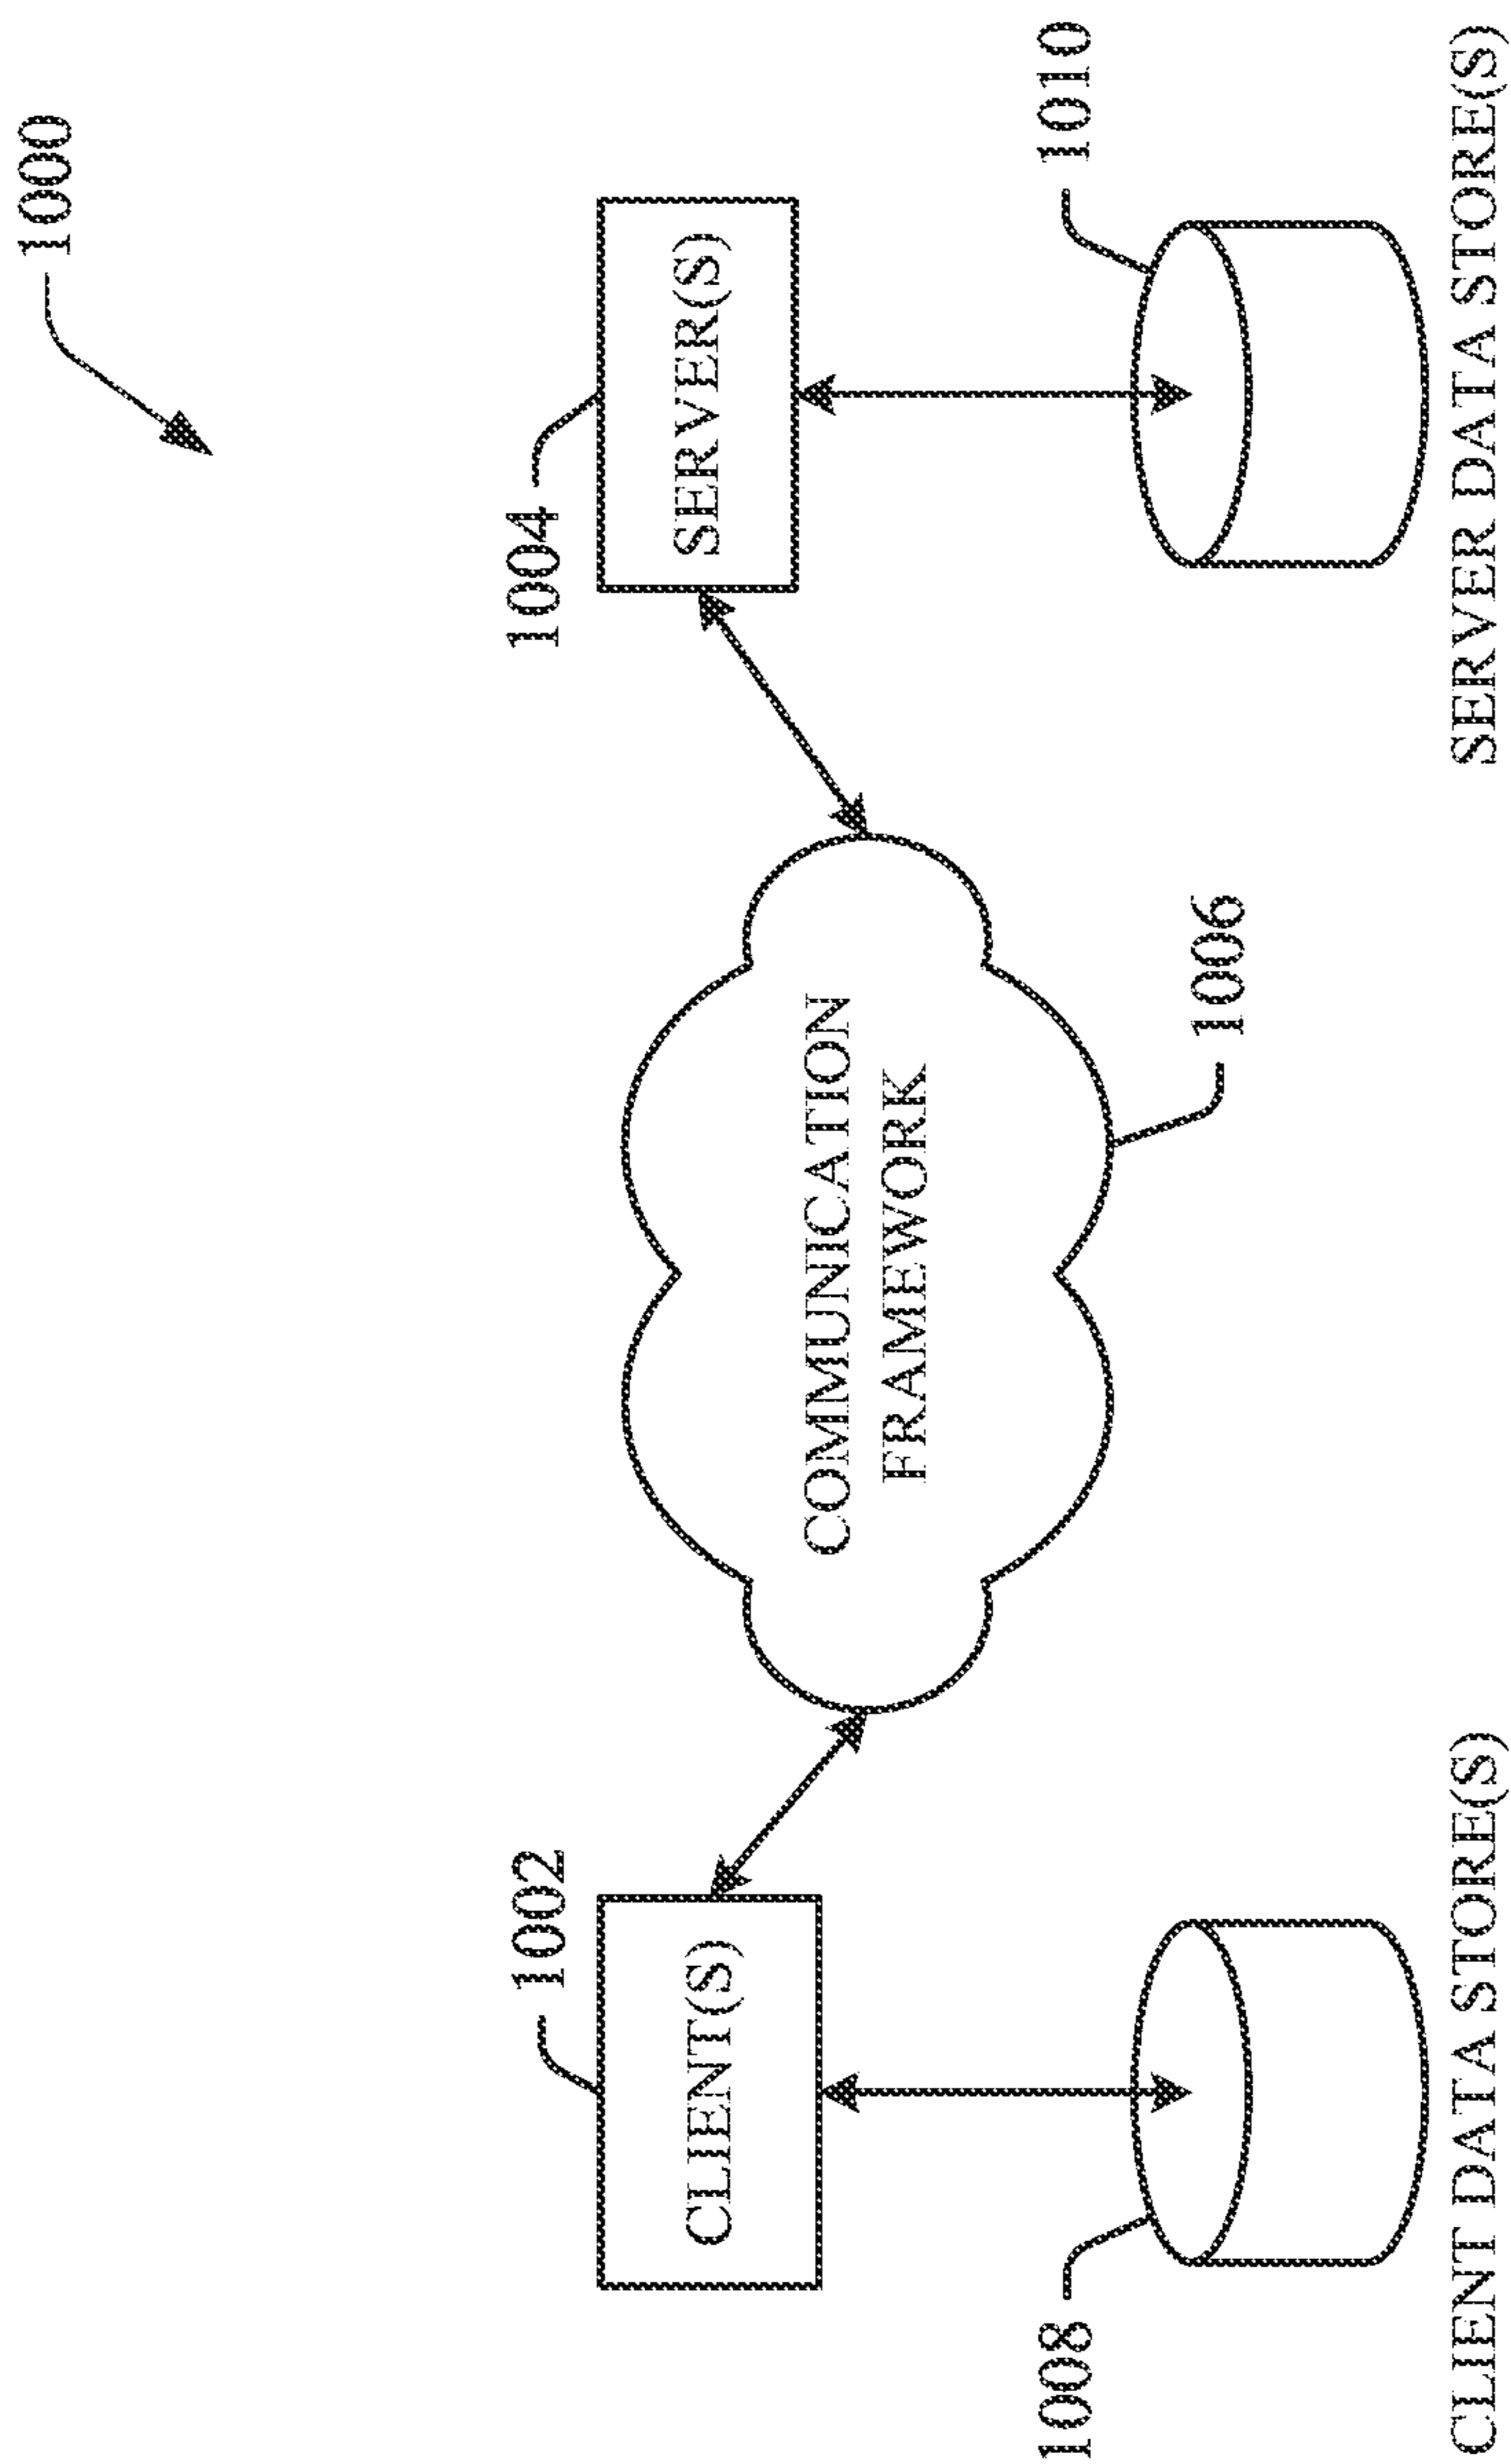 1000
1002
CLIENT(S)
1004
SERVER(S)
COMMUNICATION
FRAMEWORK
1006
1008
1010
CLIENT DATA STORE(S)
SERVER DATA STORE(S)